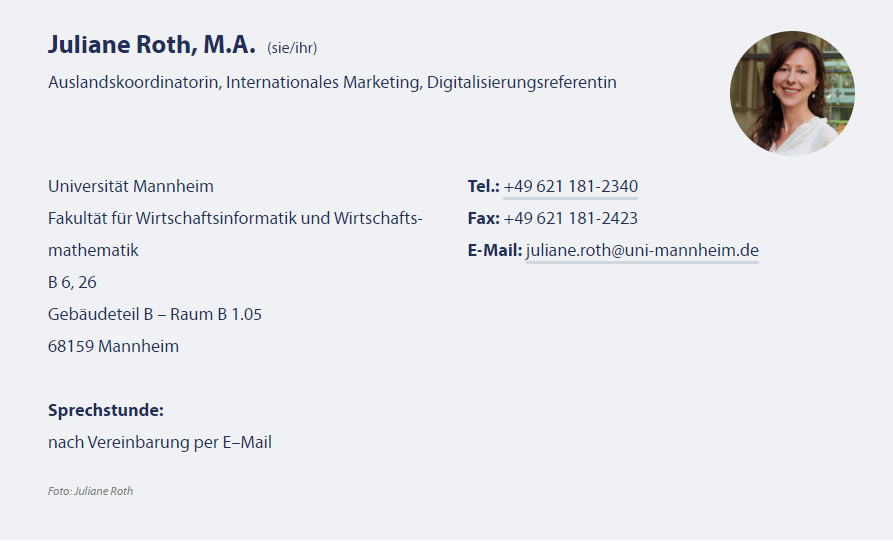 Juliane Roth, M.A. (sie/ihr)
Auslandskoordinatorin, Internationales Marketing, Digitalisierungsreferentin
Universität Mannheim
Fakultät für Wirtschaftsinformatik und Wirtschafts-
mathematik
B 6, 26
Gebäudeteil B – Raum B 1.05
68159 Mannheim
Tel.: +49 621 181-2340
Fax: +49 621 181-2423
E-Mail: juliane.roth@uni-mannheim.de
Sprechstunde:
nach Vereinbarung per E–Mail
Foto: Juliane Roth